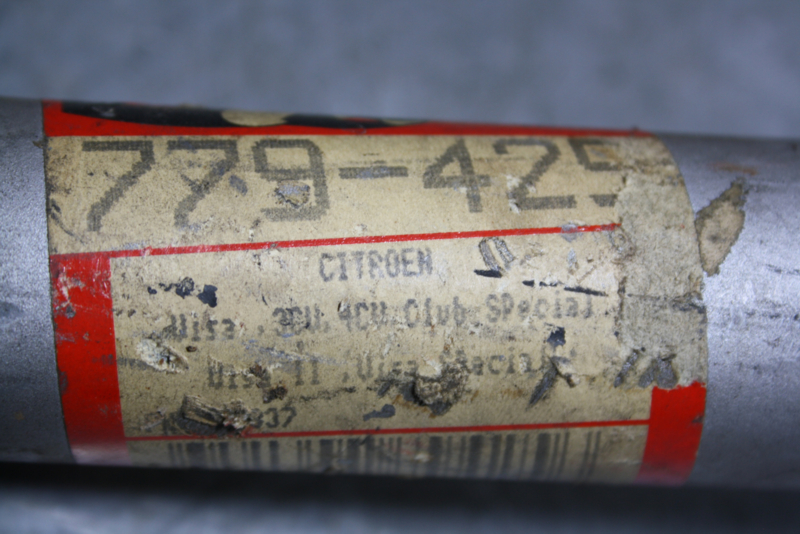 779-425
CITROEN
Visa, 3CV, 4CV Club Special
Visa II, Visa Special